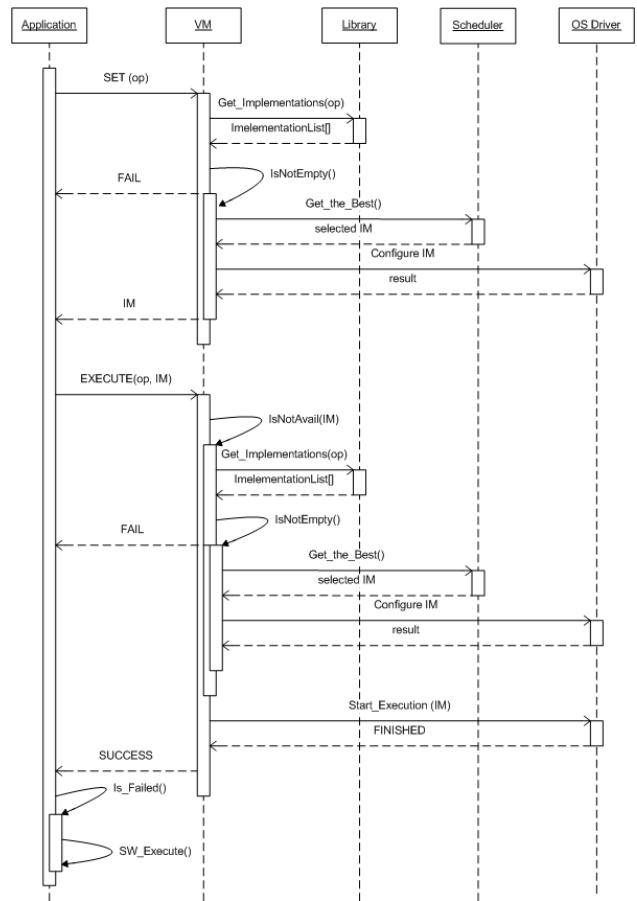 Application
VM
Library
Scheduler
OS Driver
SET (op)
Get_Implementations(op)
ImelementationList[]
IsNotEmpty()
FAIL
Get_the_Best()
selected IM
Configure IM
result
IM
EXECUTE(op, IM)
IsNotAvail(IM)
Get_Implementations(op)
ImelementationList[]
IsNotEmpty()
FAIL
Get_the_Best()
selected IM
Configure IM
result
Start_Execution (IM)
FINISHED
SUCCESS
Is_Failed()
SW_Execute()